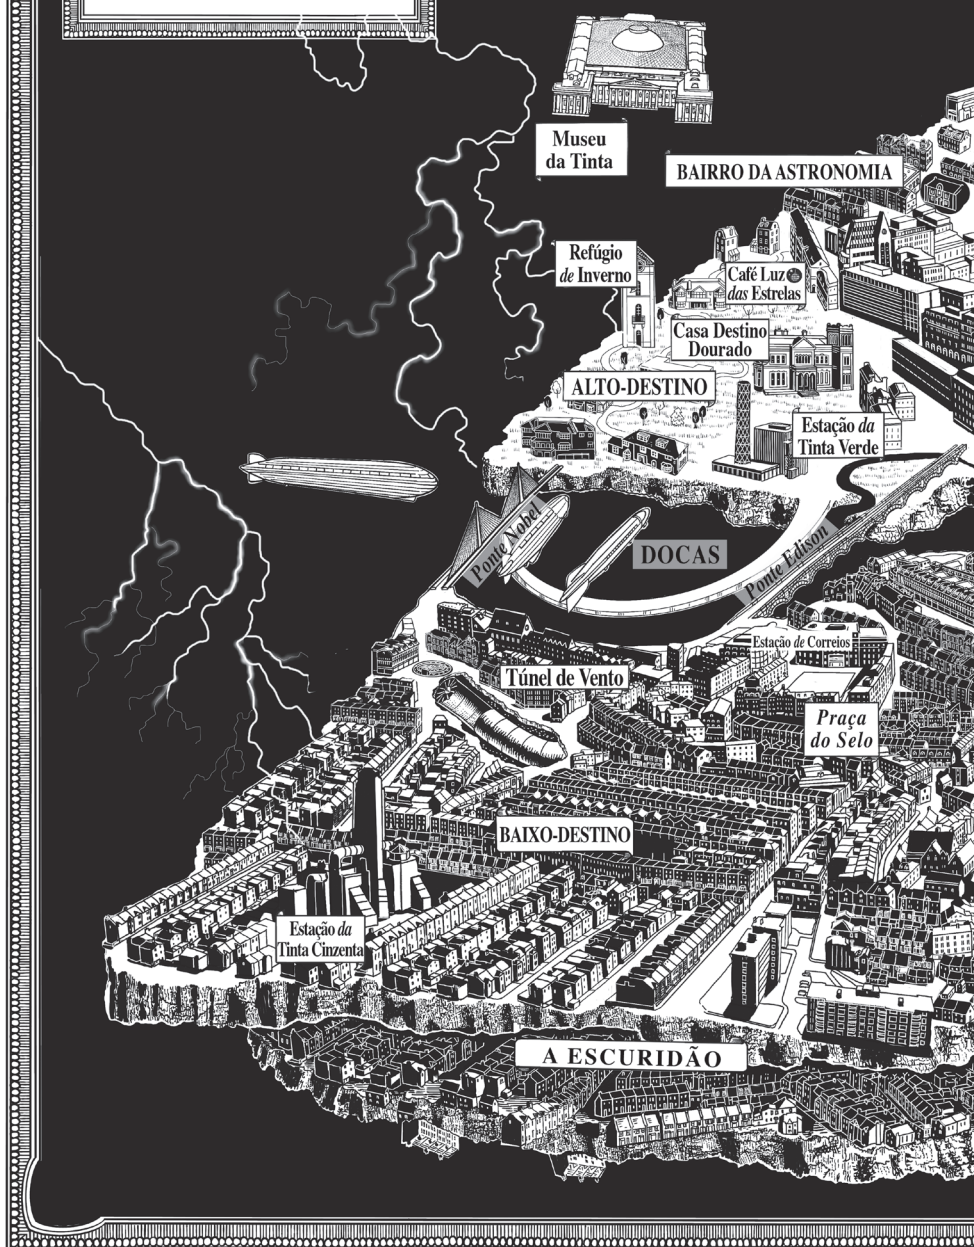 Museu
da Tinta
BAIRRO DA ASTRONOMIA
Refúgio
de Inverno
Café Luz
das Estrelas
Casa Destino
Dourado
ALTO-DESTINO
Estação da
Tinta Verde
Ponte Nobel
DOCAS
Ponte Edison
Estação de Correios
Túnel de Vento
Praça
do Selo
BAIXO-DESTINO
Estação da
Tinta Cinzenta
A ESCURIDÃO